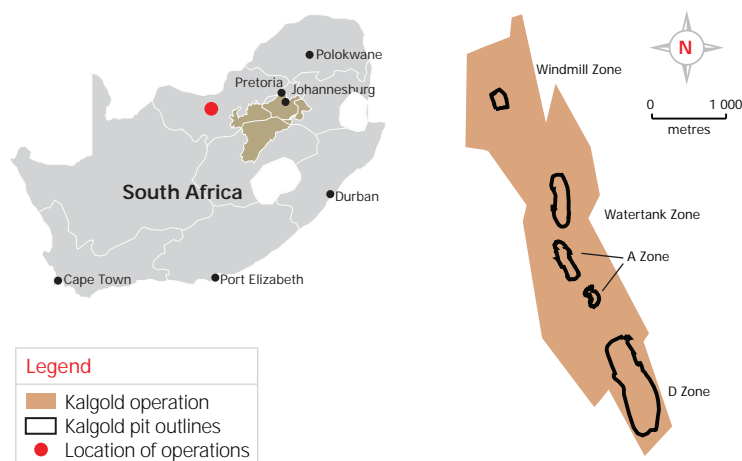 Polokwane
Pretoria
Johannesburg
South Africa
Durban
Cape Town
Port Elizabeth
Legend
Kalgold operation
Kalgold pit outlines
Location of operations
N
Windmill Zone
0 1 000
metres
Watertank Zone
A Zone
D Zone